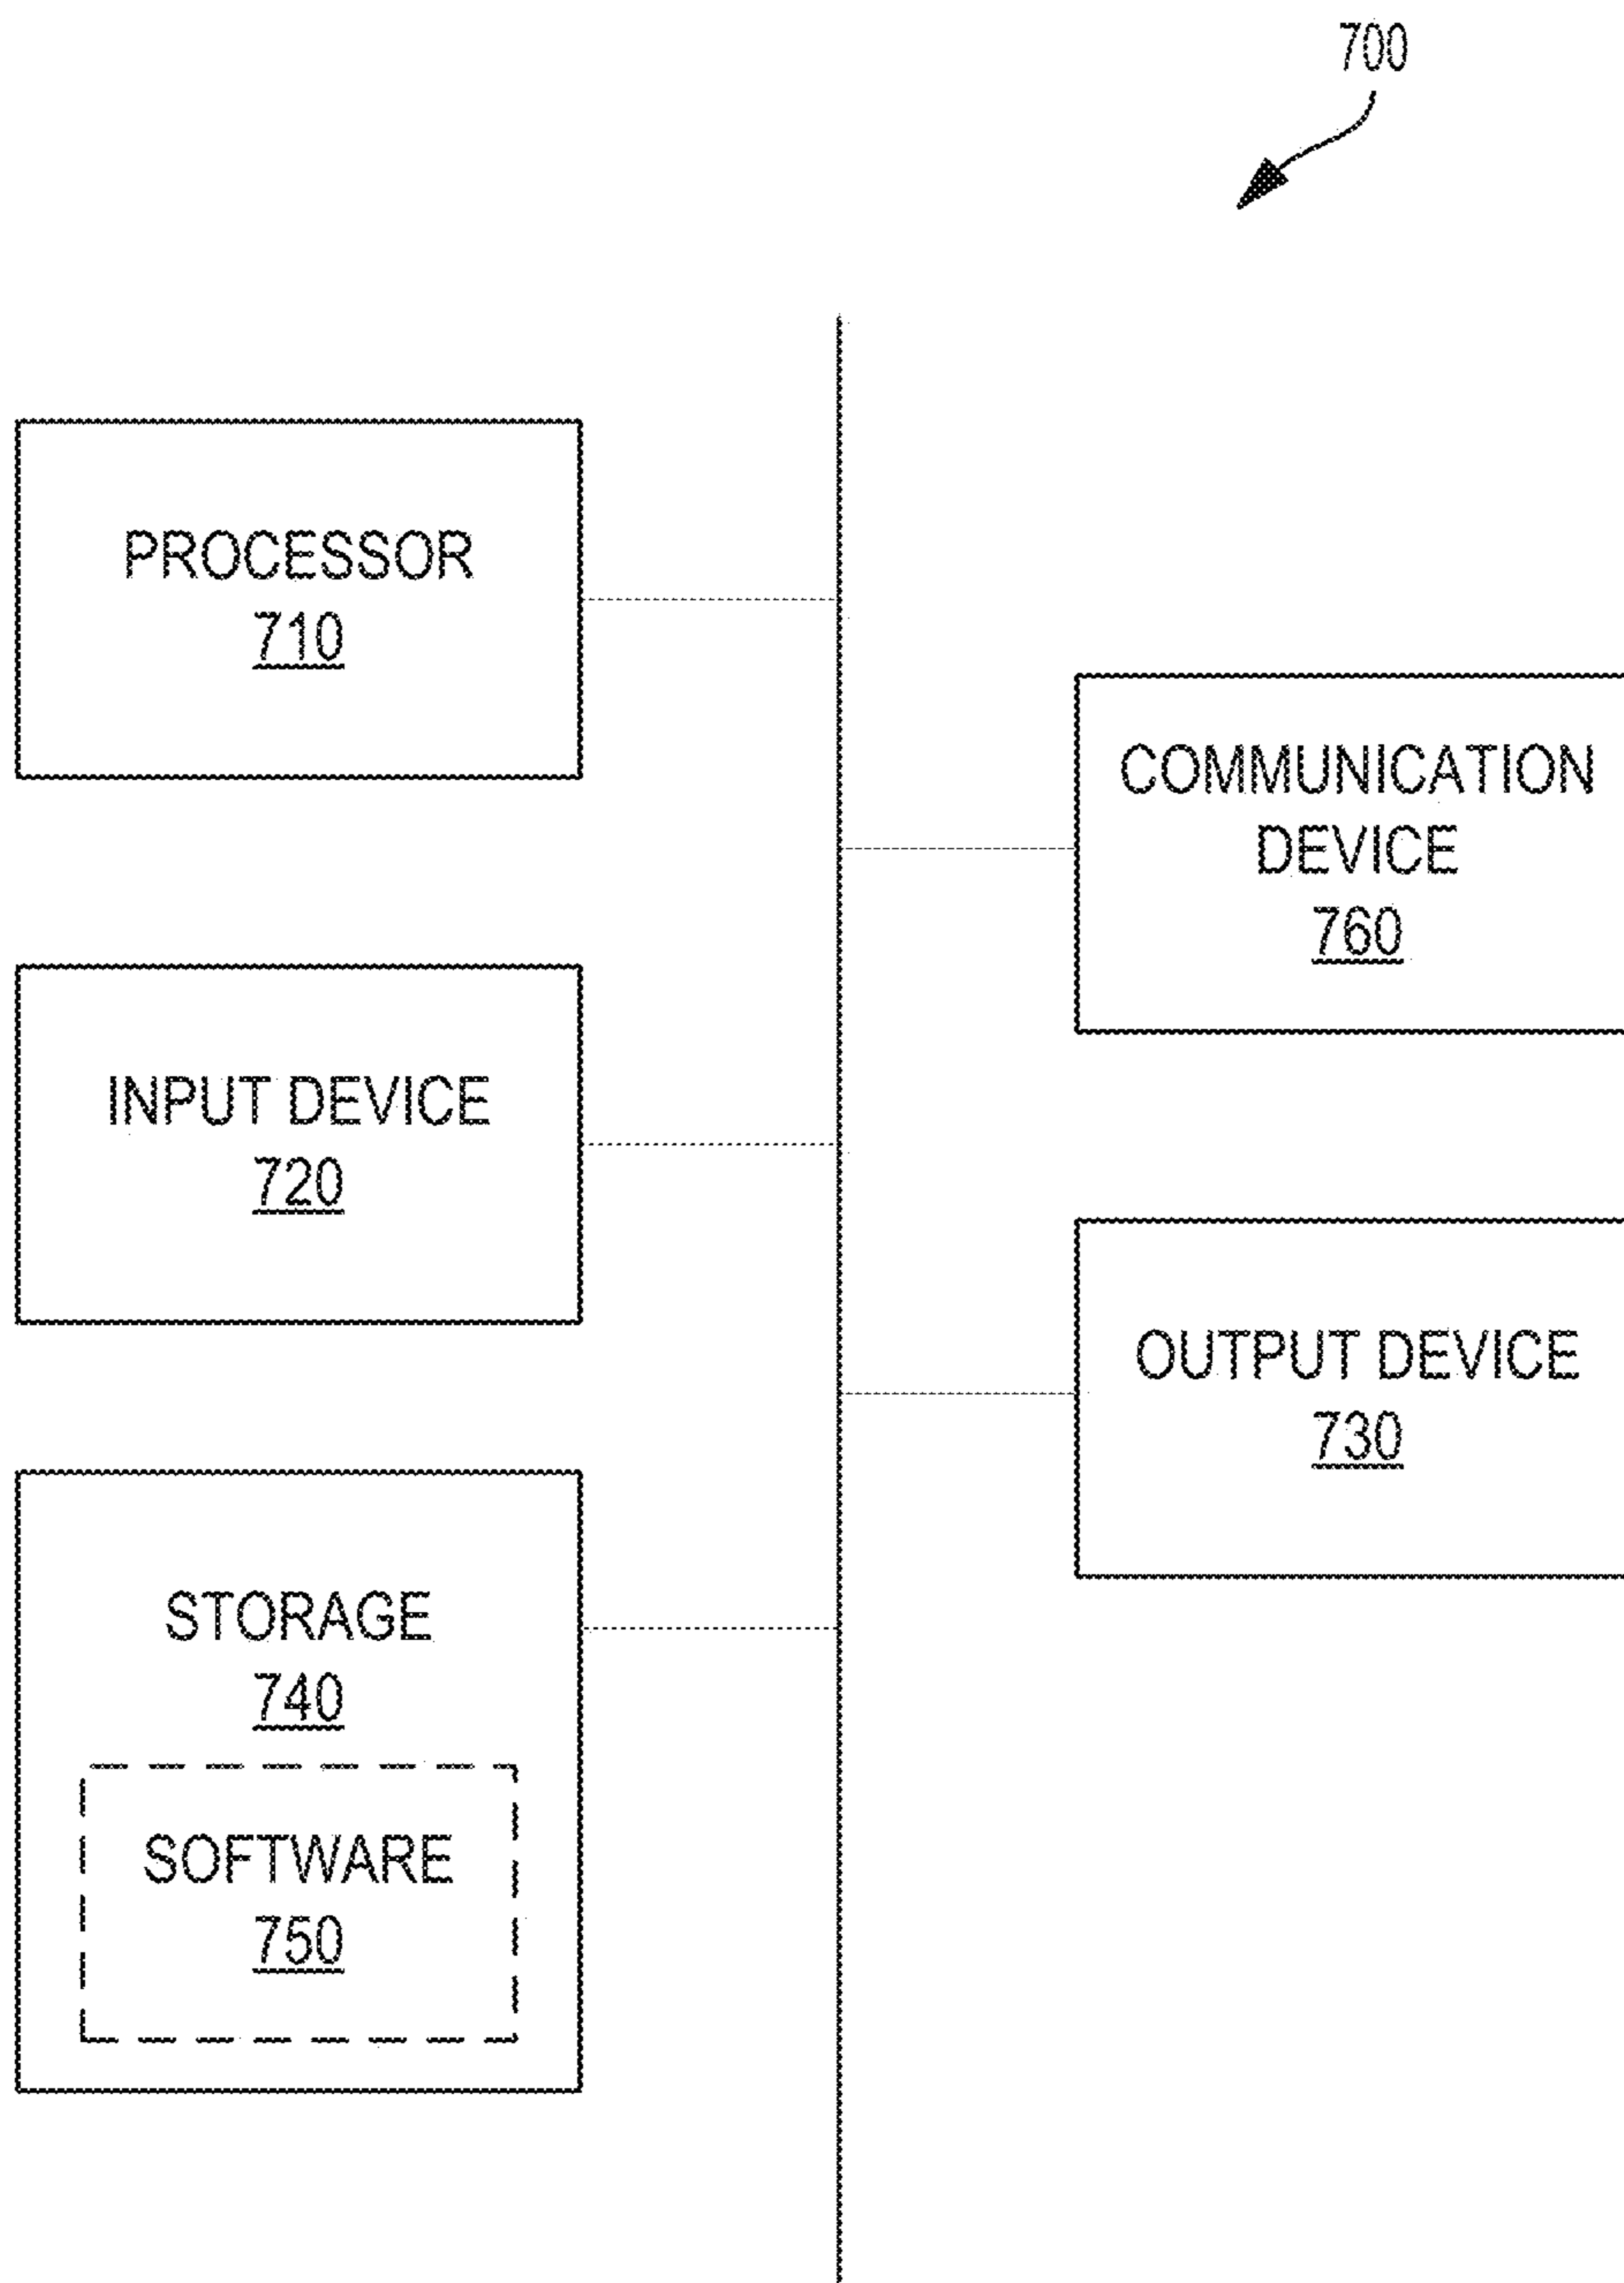 700
PROCESSOR
710
COMMUNICATION
DEVICE
760
INPUT DEVICE
720
OUTPUT DEVICE
730
STORAGE
740
SOFTWARE
750